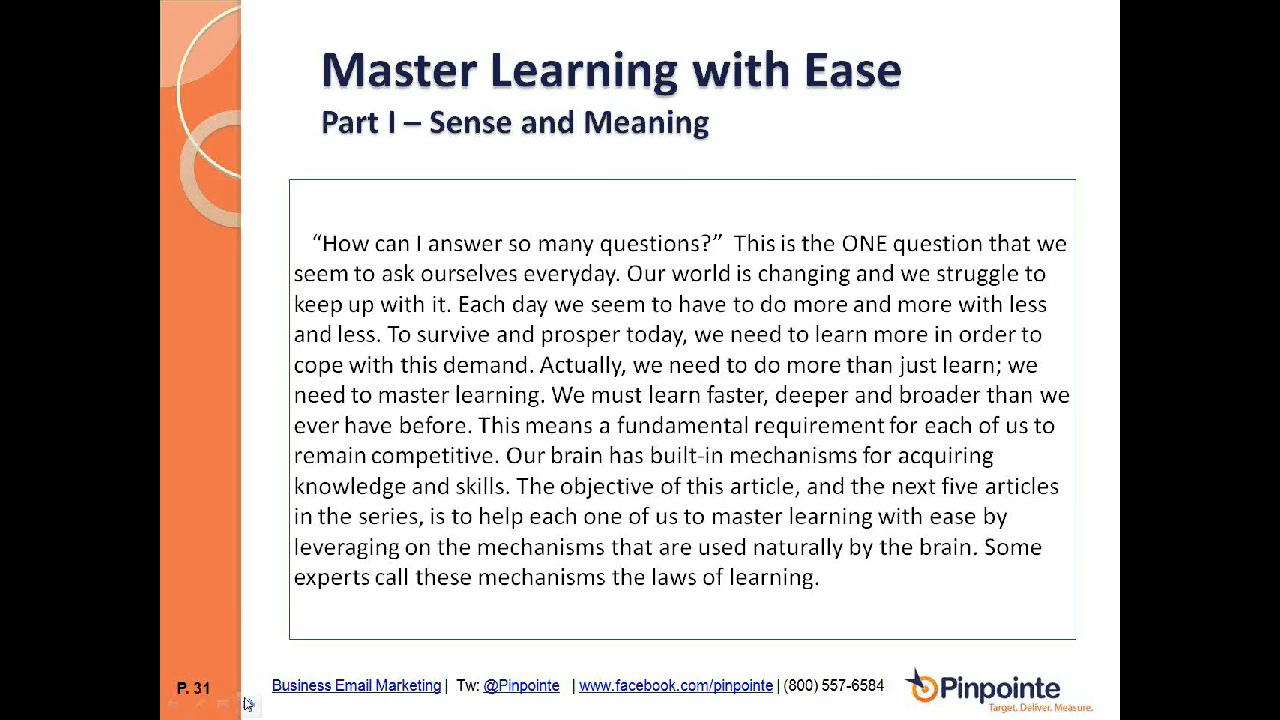 Master Learning with Ease
Part I – Sense and Meaning
“How can I answer so many questions?” This is the ONE question that we
seem to ask ourselves everyday. Our world is changing and we struggle to
keep up with it. Each day we seem to have to do more and more with less
and less. To survive and prosper today, we need to learn more in order to
cope with this demand. Actually, we need to do more than just learn; we
need to master learning. We must learn faster, deeper and broader than we
ever have before. This means a fundamental requirement for each of us to
remain competitive. Our brain has built-in mechanisms for acquiring
knowledge and skills. The objective of this article, and the next five articles
in the series, is to help each one of us to master learning with ease by
leveraging on the mechanisms that are used naturally by the brain. Some
experts call these mechanisms the laws of learning.
P. 31
Business Email Marketing | Tw: @Pinpointe | www.facebook.com/pinpointe | (800) 557-6584
Pinpointe
Target. Deliver. Measure.